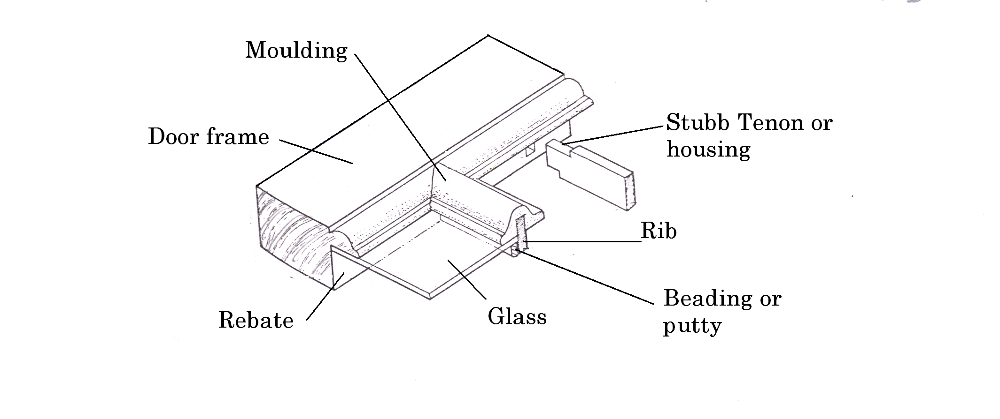 Moulding
Door frame
Stubb Tenon or
housing
Rib
Beading or
putty
Glass
Rebate